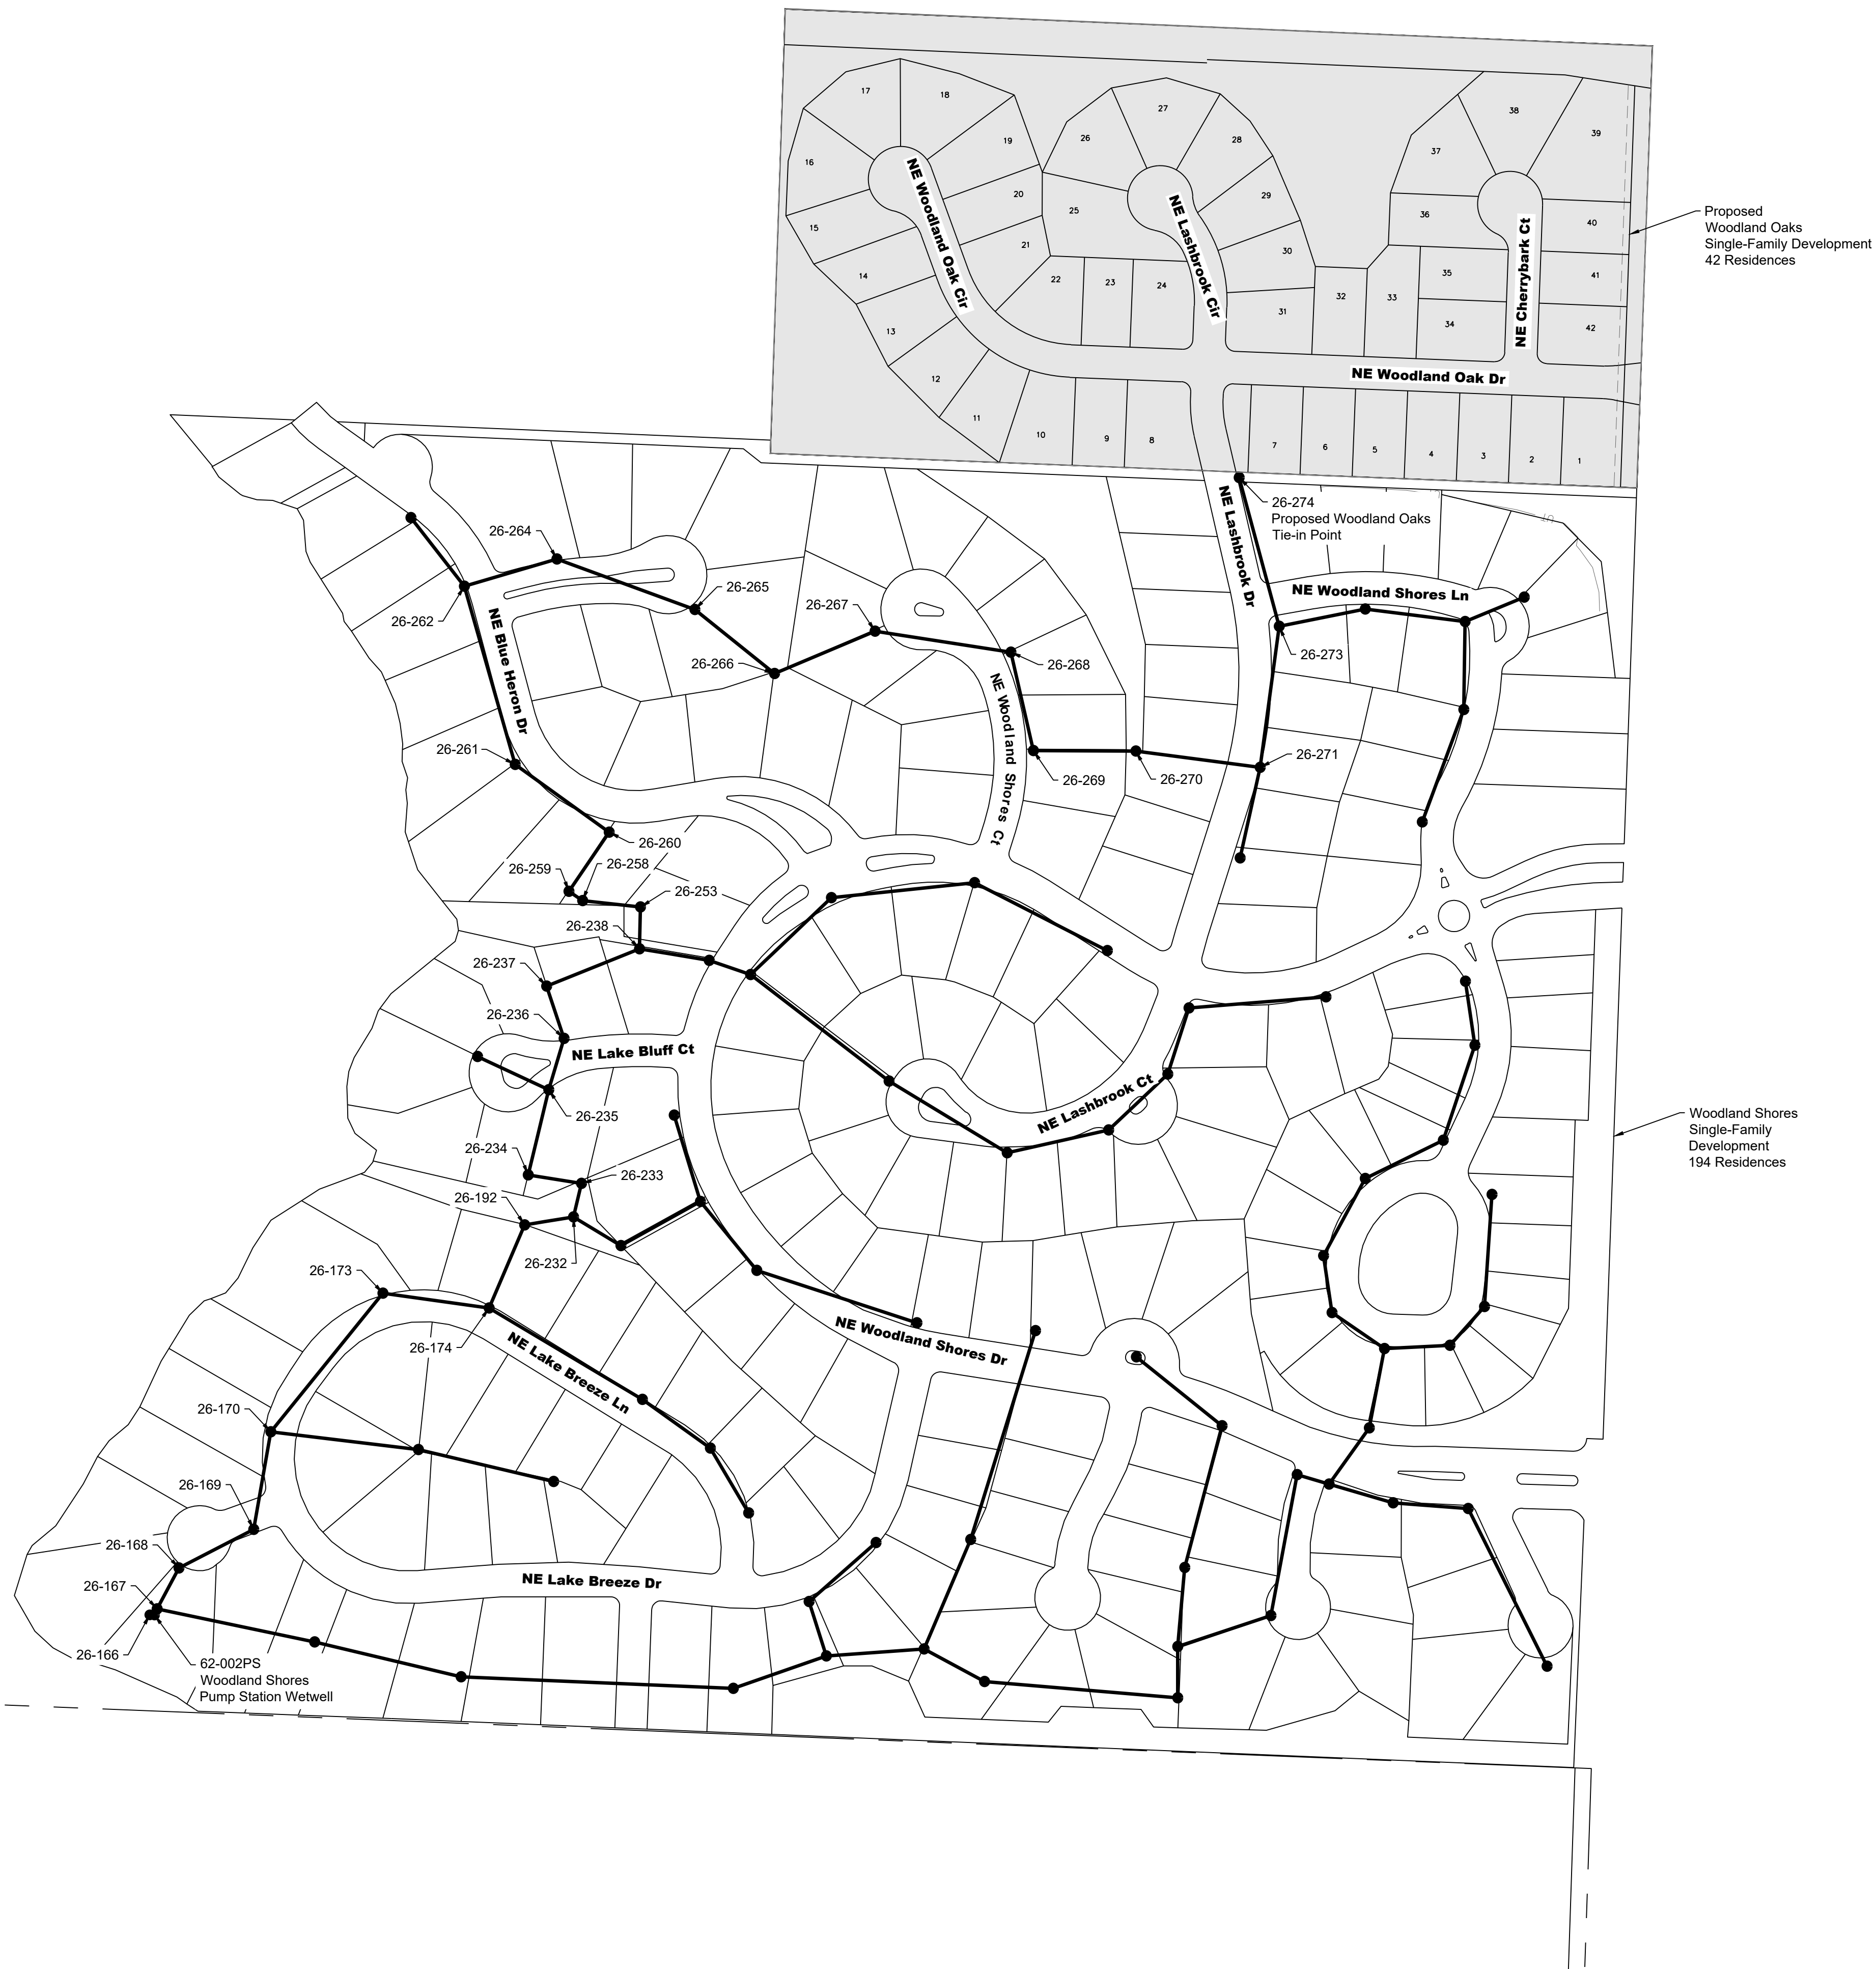 17
18
27
38
39
26
28
19
37
16
29
20
25
36
40
15
21
30
14
22
23
24
35
41
32
33
31
34
42
13
12
11
10
9
8
7
6
5
4
3
2
1
NE Woodland Oak Cir
NE Lashbrook Cir
NE Cherrybark Ct
NE Woodland Oak Dr
Proposed
Woodland Oaks
Single-Family Development
42 Residences
26-274
Proposed Woodland Oaks
Tie-in Point
NE Lashbrook Dr
NE Woodland Shores Ln
26-264
26-265
26-267
26-262
NE Blue Heron Dr
26-266
26-268
26-273
NE Woodland Shores Ct
26-261
26-269
26-270
26-271
26-260
26-259
26-258
26-253
26-238
26-237
26-236
NE Lake Bluff Ct
26-235
NE Lashbrook Ct
Woodland Shores
Single-Family
Development
194 Residences
26-234
26-233
26-192
26-232
26-173
26-174
NE Woodland Shores Dr
NE Lake Breeze Ln
26-170
26-169
26-168
26-167
NE Lake Breeze Dr
26-166
62-002PS
Woodland Shores
Pump Station Wetwell